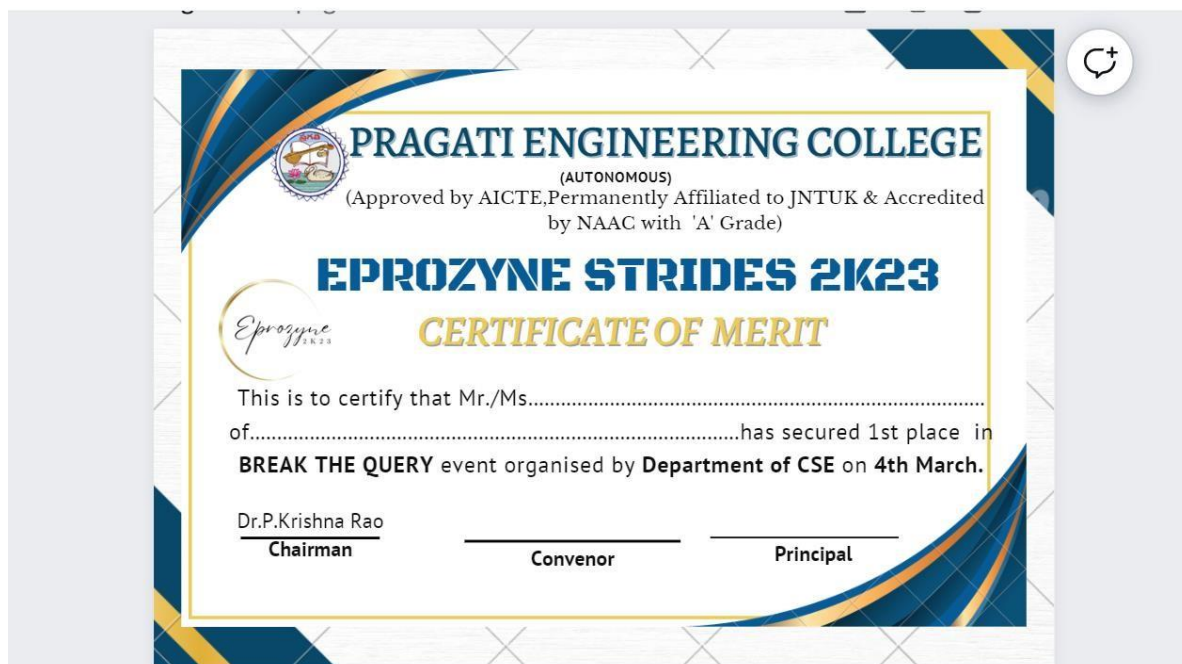 SKB
PRAGATI ENGINEERING COLLEGE
(AUTONOMOUS)
(Approved by AICTE,Permanently Affiliated to JNTUK & Accredited
by NAAC with 'A' Grade)
EPROZYNE STRIDES 2K23
Eprozyne
2K23
CERTIFICATE OF MERIT
This is to certify that Mr./Ms.....................................................................................
of...........................................................................................has secured 1st place in
BREAK THE QUERY event organised by Department of CSE on 4th March.
Dr.P.Krishna Rao
Chairman
Convenor
Principal